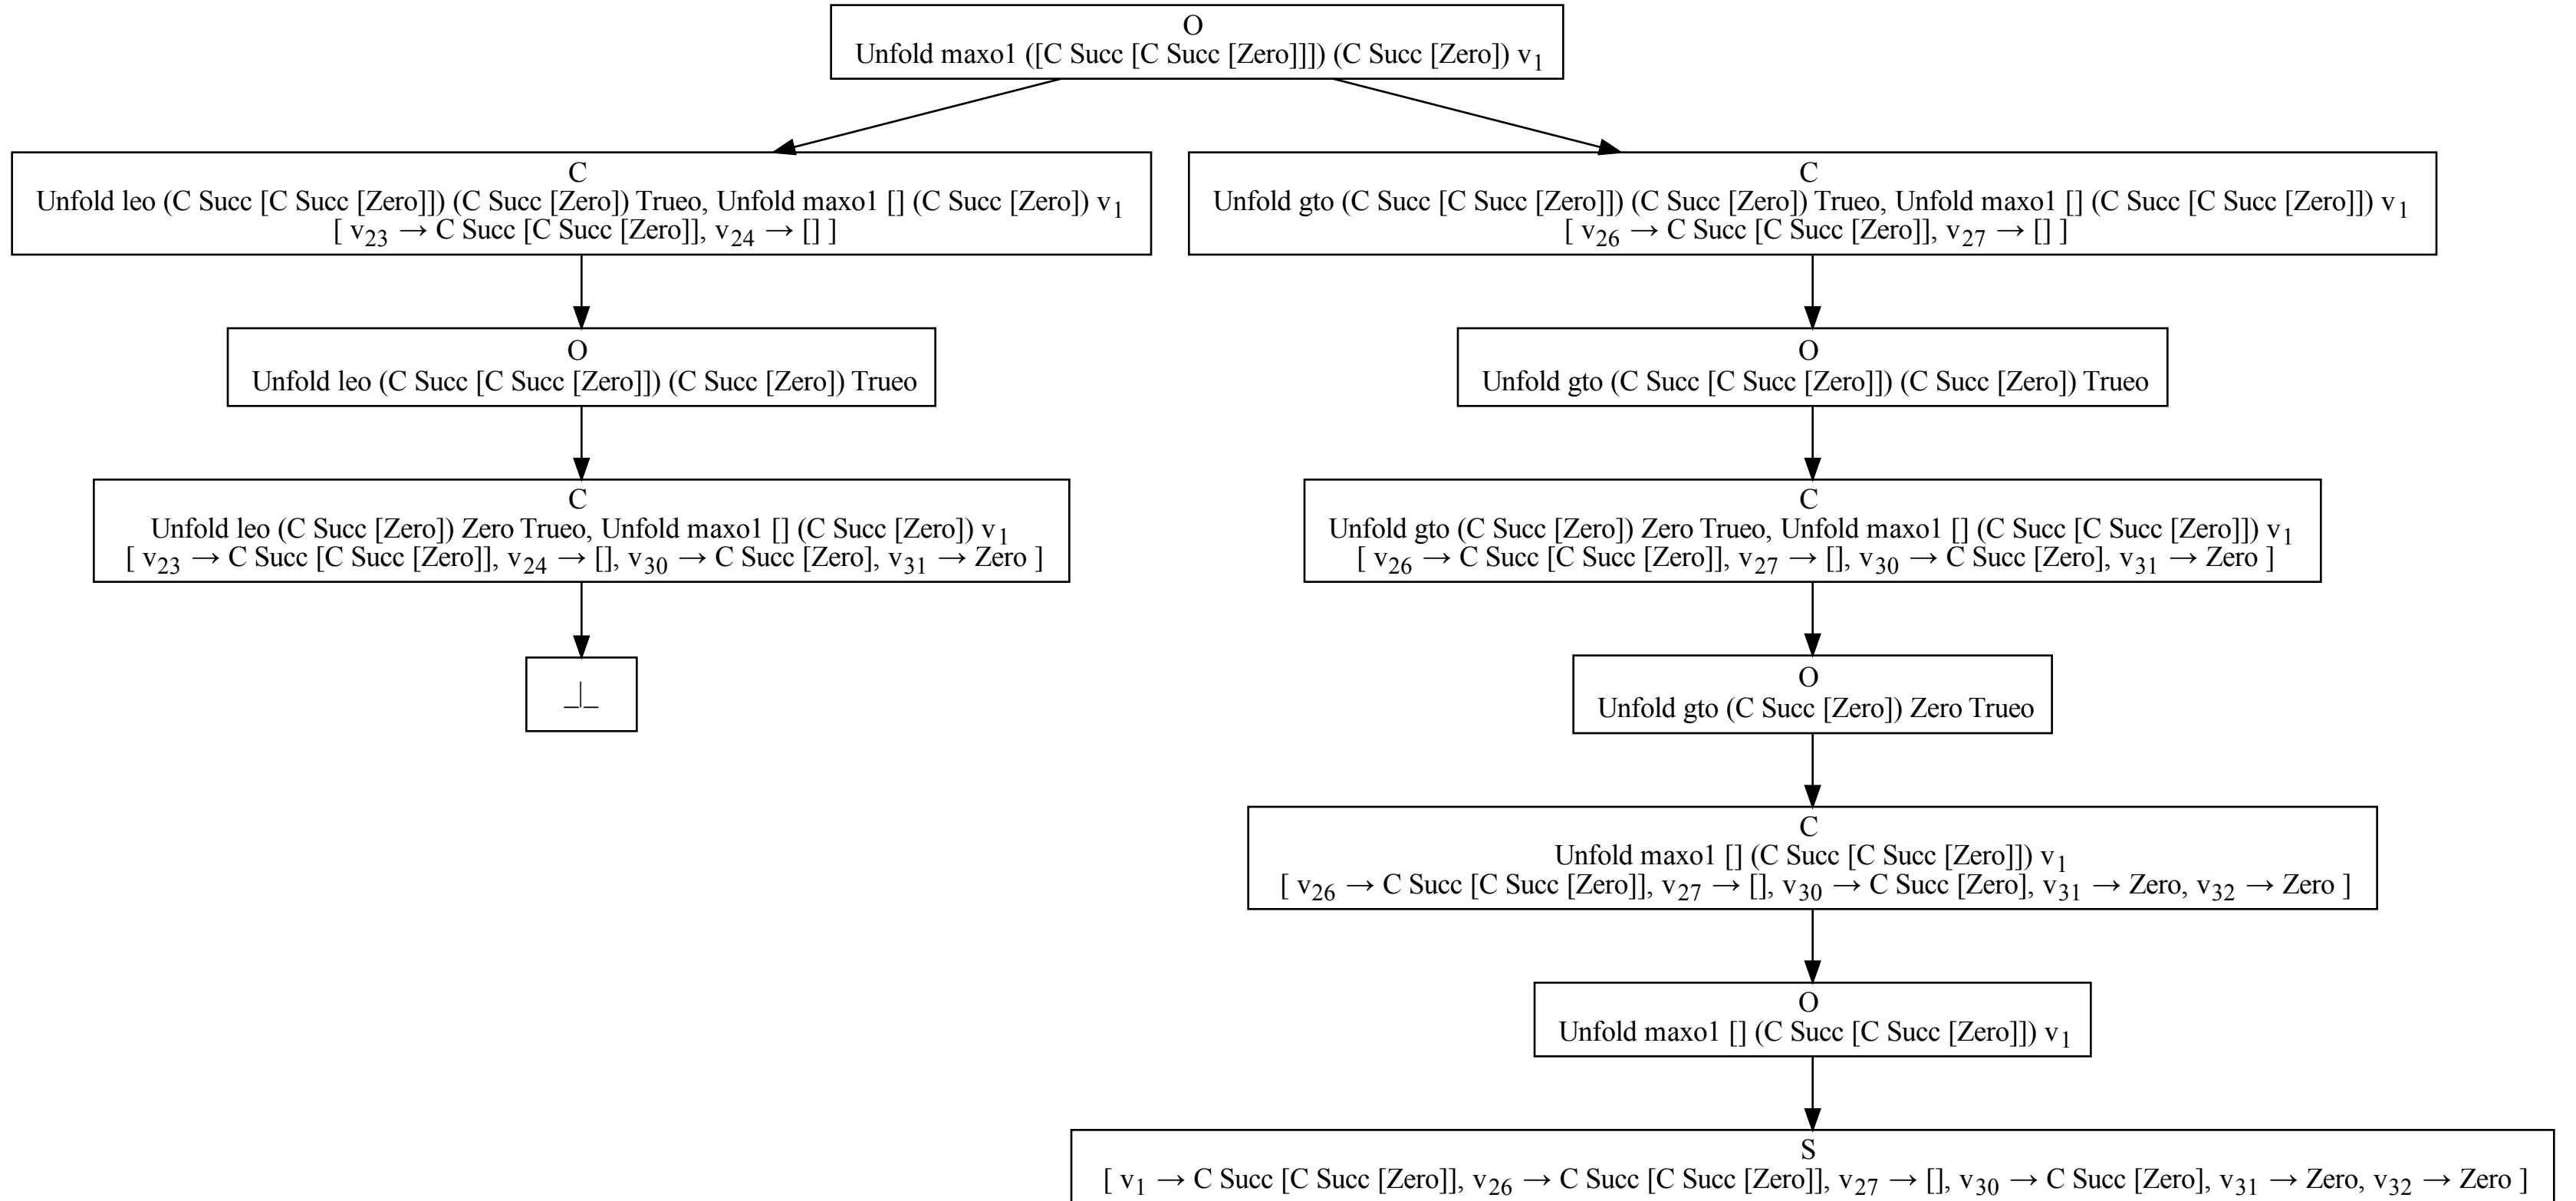 O
Unfold maxo1 ([C Succ [C Succ [Zero]]]) (C Succ [Zero]) v1
C
Unfold leo (C Succ [C Succ [Zero]]) (C Succ [Zero]) Trueo, Unfold maxo1 [] (C Succ [Zero]) v1
[ v23 → C Succ [C Succ [Zero]], v24 → [] ]
C
Unfold gto (C Succ [C Succ [Zero]]) (C Succ [Zero]) Trueo, Unfold maxo1 [] (C Succ [C Succ [Zero]]) v1
[ v26 → C Succ [C Succ [Zero]], v27 → [] ]
O
Unfold leo (C Succ [C Succ [Zero]]) (C Succ [Zero]) Trueo
O
Unfold gto (C Succ [C Succ [Zero]]) (C Succ [Zero]) Trueo
C
Unfold leo (C Succ [Zero]) Zero Trueo, Unfold maxo1 [] (C Succ [Zero]) v1
[ v23 → C Succ [C Succ [Zero]], v24 → [], v30 → C Succ [Zero], v31 → Zero ]
C
Unfold gto (C Succ [Zero]) Zero Trueo, Unfold maxo1 [] (C Succ [C Succ [Zero]]) v1
[ v26 → C Succ [C Succ [Zero]], v27 → [], v30 → C Succ [Zero], v31 → Zero ]
_|_
O
Unfold gto (C Succ [Zero]) Zero Trueo
C
Unfold maxo1 [] (C Succ [C Succ [Zero]]) v1
[ v26 → C Succ [C Succ [Zero]], v27 → [], v30 → C Succ [Zero], v31 → Zero, v32 → Zero ]
O
Unfold maxo1 [] (C Succ [C Succ [Zero]]) v1
S
[ v1 → C Succ [C Succ [Zero]], v26 → C Succ [C Succ [Zero]], v27 → [], v30 → C Succ [Zero], v31 → Zero, v32 → Zero ]